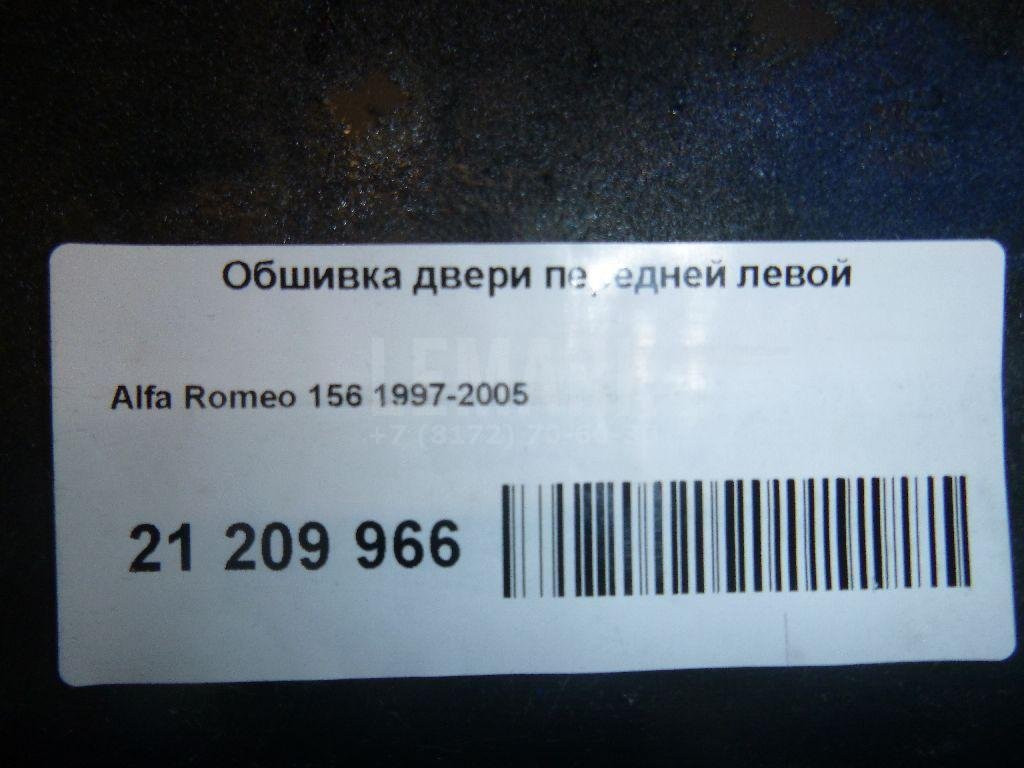 Обшивка двери передней левой
Alfa Romeo 156 1997-2005
21 209 966